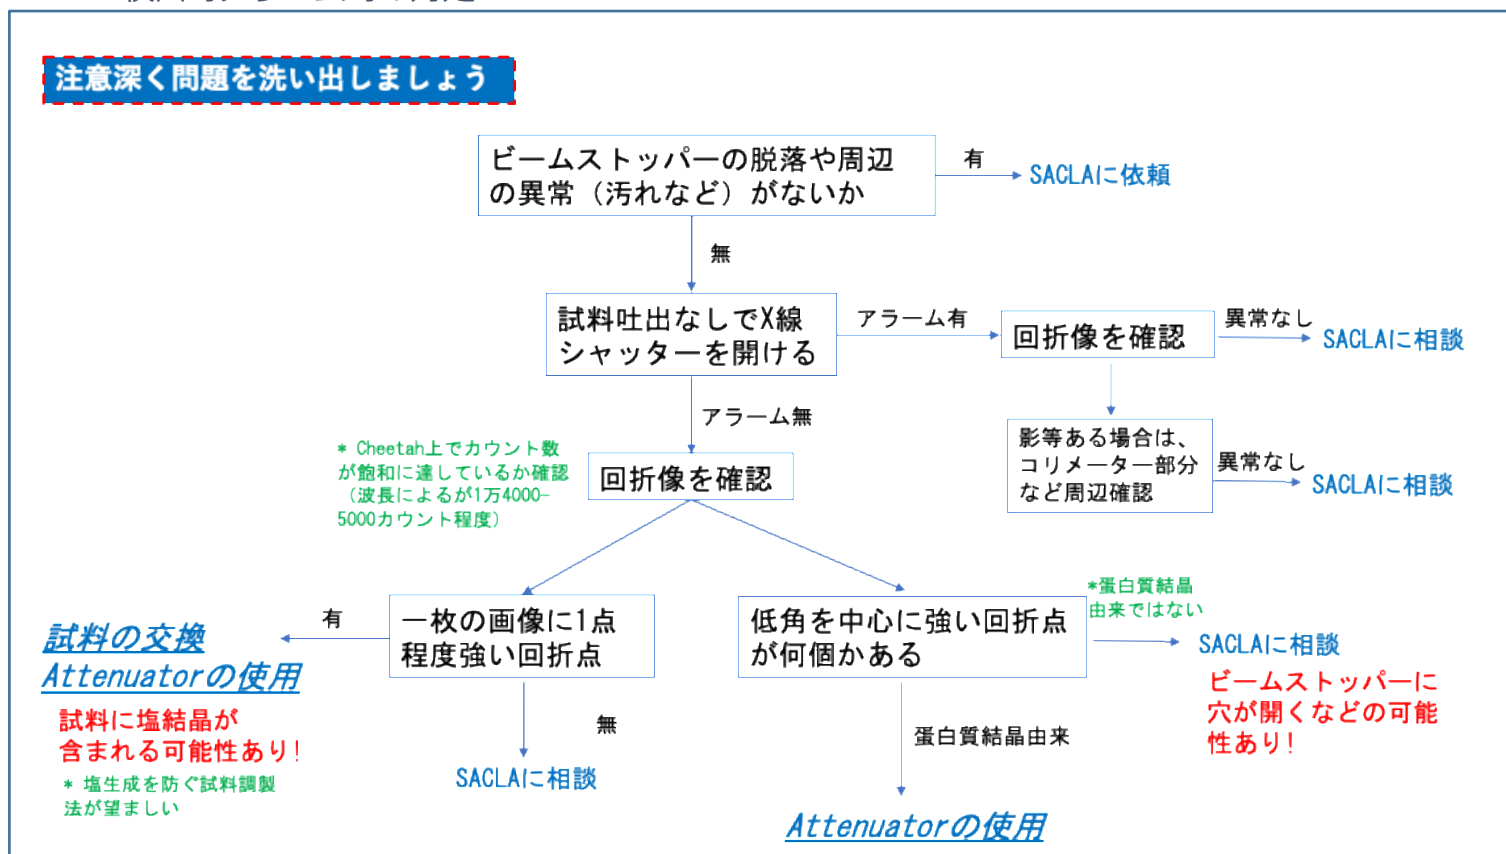 注意深く問題を洗い出しましょう
ビームストッパーの脱落や周辺
の異常（汚れなど）がないか
有
SACLAに依頼
無
試料吐出なしでX線
シャッターを開ける
アラーム有
回折像を確認
異常なし
SACLAに相談
アラーム無
影等ある場合は、
コリメーター部分
など周辺確認
異常なし
SACLAに相談
* Cheetah上でカウント数
が飽和に達しているか確認
（波長によるが1万4000-
5000カウント程度）
回折像を確認
一枚の画像に1点
程度強い回折点
有
試料の交換
Attenuatorの使用
試料に塩結晶が
含まれる可能性あり!
* 塩生成を防ぐ試料調製
法が望ましい
無
SACLAに相談
低角を中心に強い回折点
が何個かある
*蛋白質結晶
由来ではない
SACLAに相談
ビームストッパーに
穴が開くなどの可能
性あり!
蛋白質結晶由来
Attenuatorの使用